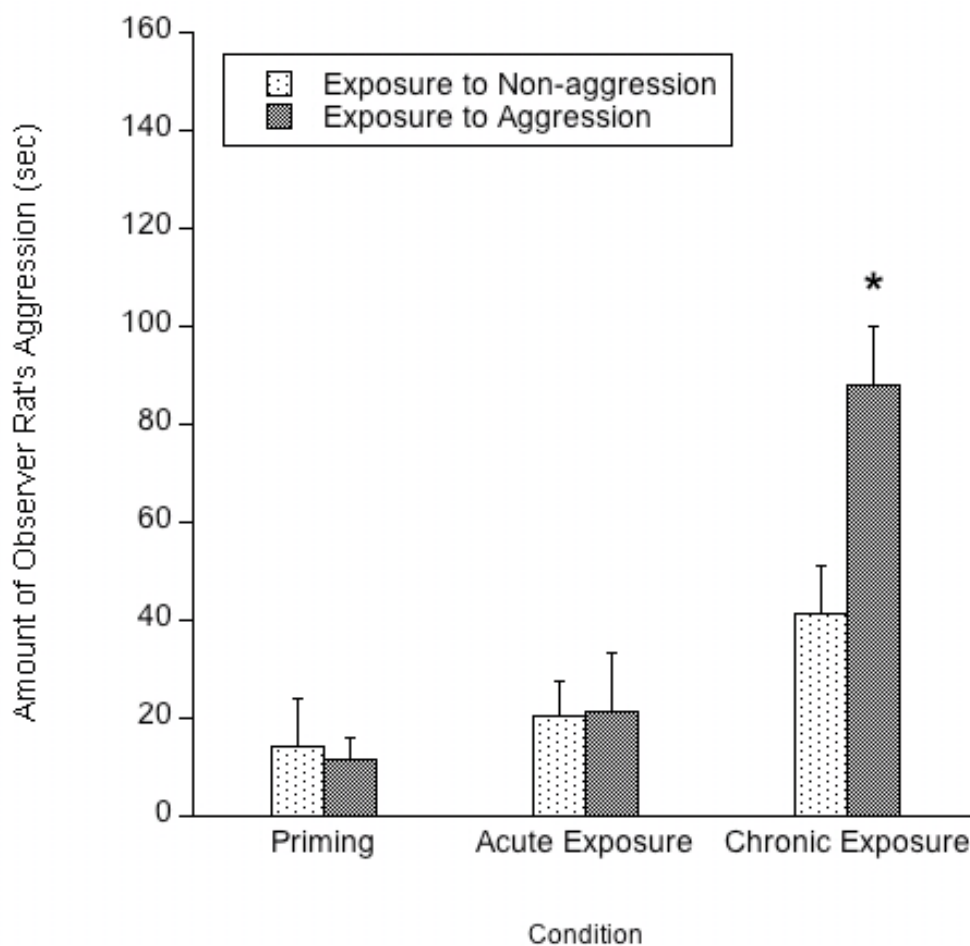 160
140
120
100
80
60
40
20
0
Amount of Observer Rat's Aggression (sec)
Exposure to Non-aggression
Exposure to Aggression
*
Priming
Acute Exposure
Chronic Exposure
Condition